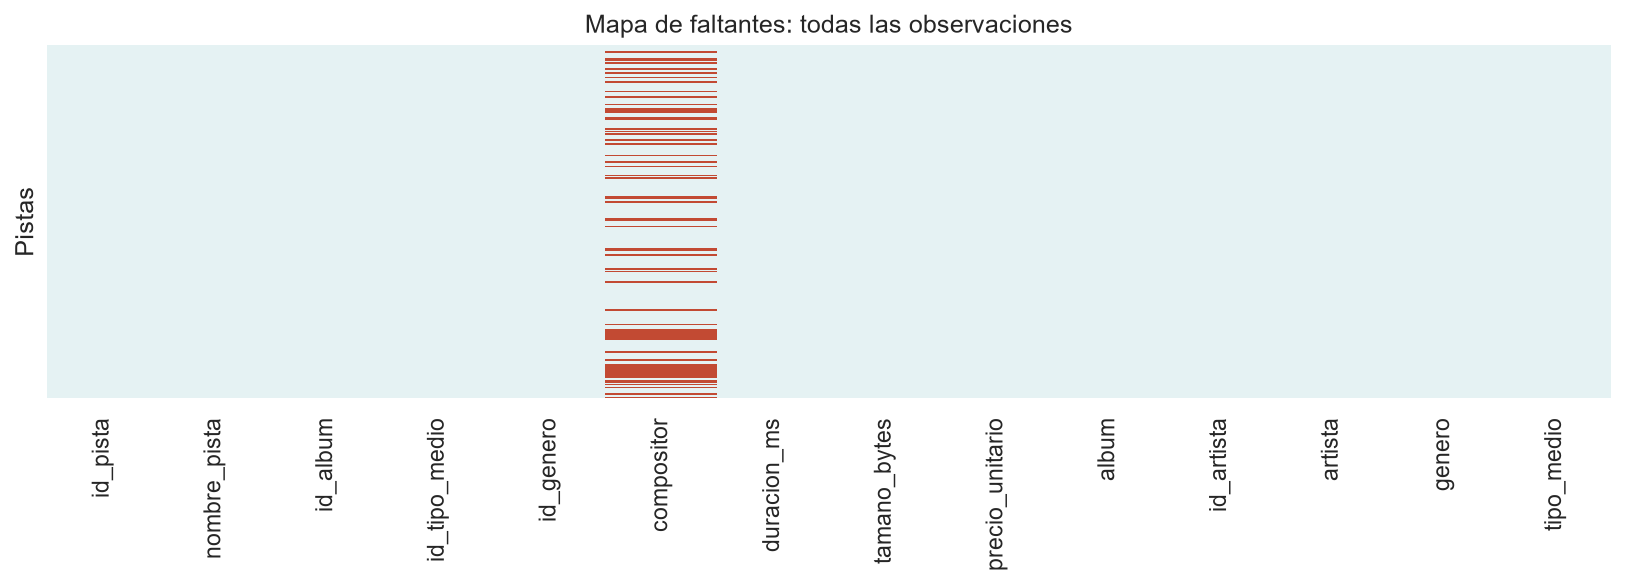 Mapa de faltantes: todas las observaciones
Pistas
id_pista
nombre_pista
id_album
id_tipo_medio
id_genero
compositor
duracion_ms
tamano_bytes
precio_unitario
album
id_artista
artista
genero
tipo_medio